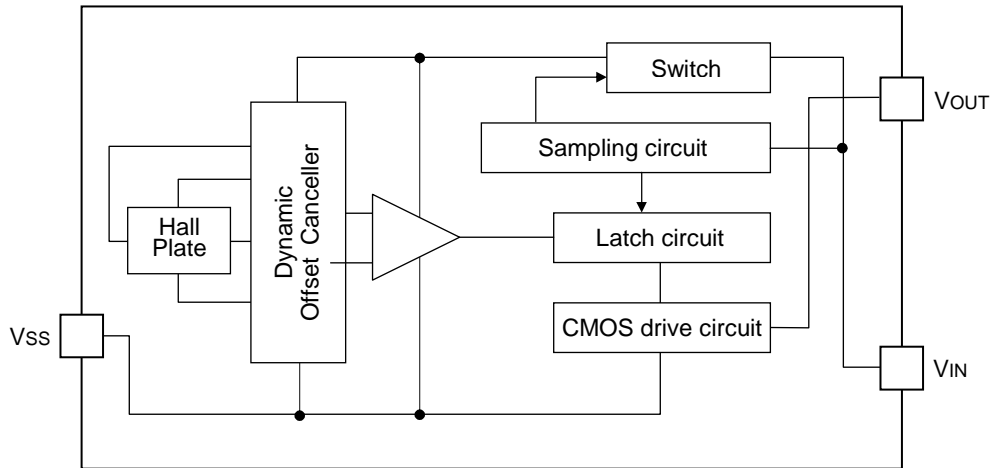 Switch
VOUT
Sampling circuit
Hall
Plate
Dynamic
Offset Canceller
Latch circuit
CMOS drive circuit
VSS
VIN